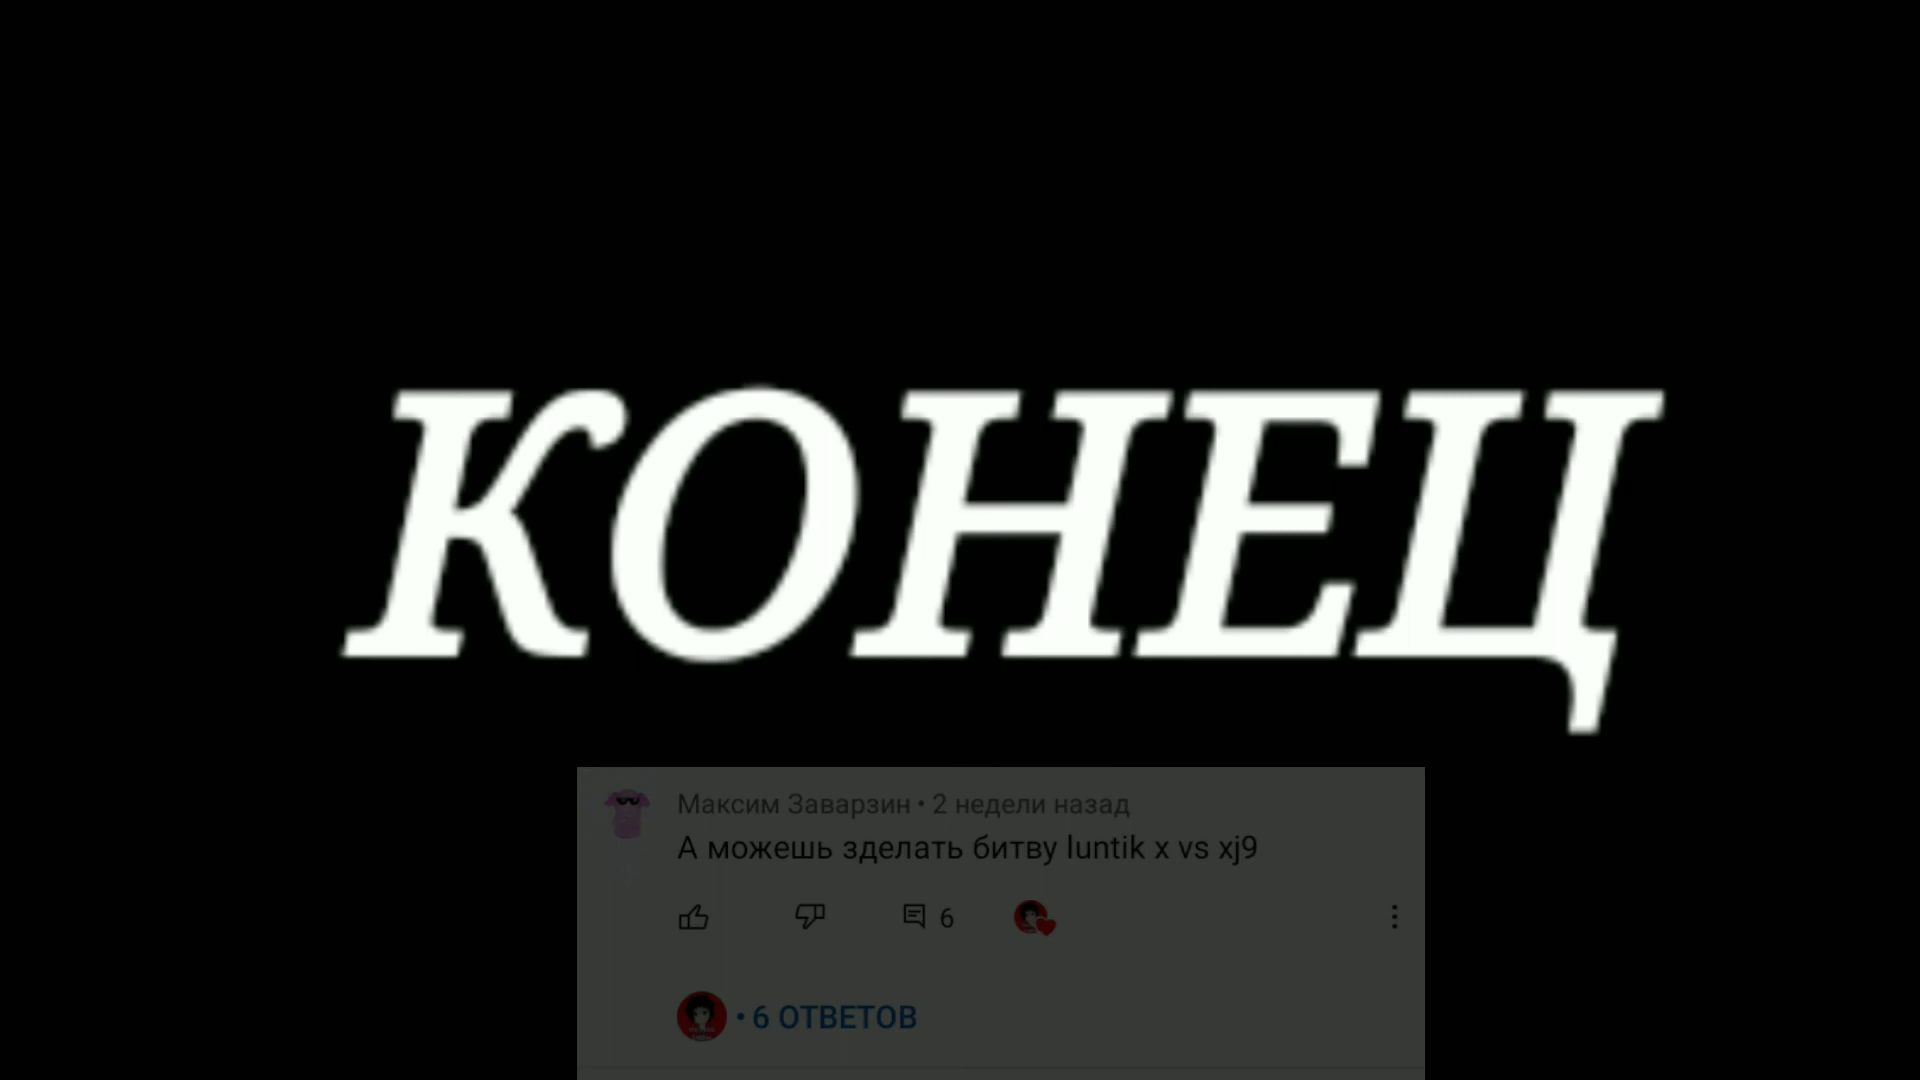 КОНЕЦ
Максим Заварзин • 2 недели назад
А можешь зделать битву luntik x vs xj9
6
• 6 ОТВЕТОВ